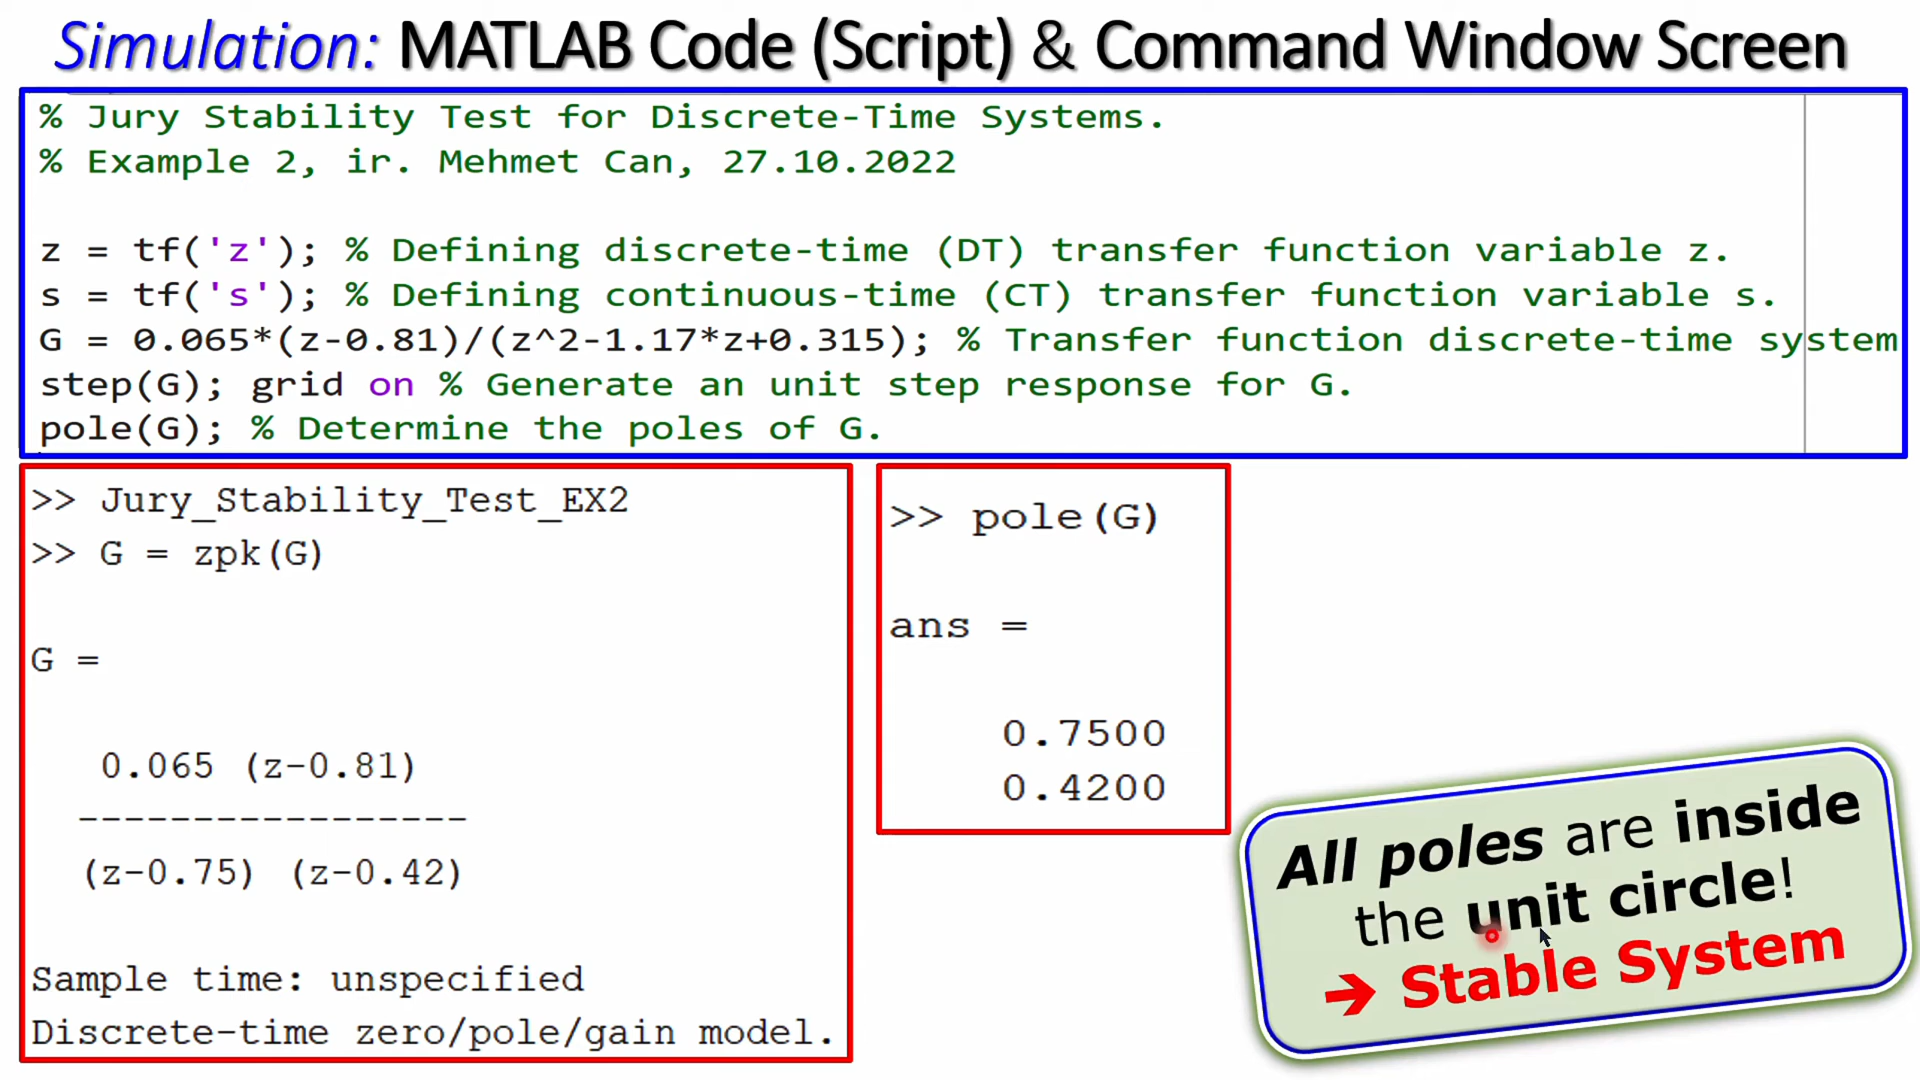 Simulation: MATLAB Code (Script) & Command Window Screen
% Jury Stability Test for Discrete-Time Systems.
% Example 2, ir. Mehmet Can, 27.10.2022
z = tf('z'); % Defining discrete-time (DT) transfer function variable z.
s = tf('s'); % Defining continuous-time (CT) transfer function variable s.
G = 0.065*(z-0.81)/(z^2-1.17*z+0.315); % Transfer function discrete-time system
step(G); grid on % Generate an unit step response for G.
pole(G); % Determine the poles of G.
>> Jury_Stability_Test_EX2
>> G = zpk(G)
G =
0.065 (z-0.81)
-----------------
(z-0.75) (z-0.42)
Sample time: unspecified
Discrete-time zero/pole/gain model.
>> pole(G)
ans =
0.7500
0.4200
All poles are inside
the unit circle!
➔ Stable System